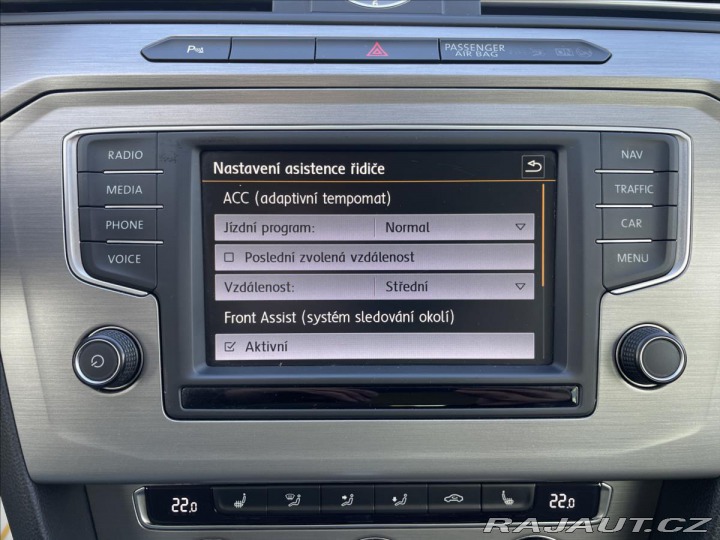 PASSENGER
AIR BAG
RADIO
MEDIA
PHONE
VOICE
NAV
TRAFFIC
CAR
MENU
Nastavení asistence řidiče
ACC (adaptivní tempomat)
Jízdní program: Normal
Poslední zvolená vzdálenost
Vzdálenost: Střední
Front Assist (systém sledování okolí)
Aktivní
22.0 22.0
RAJAUT.CZ